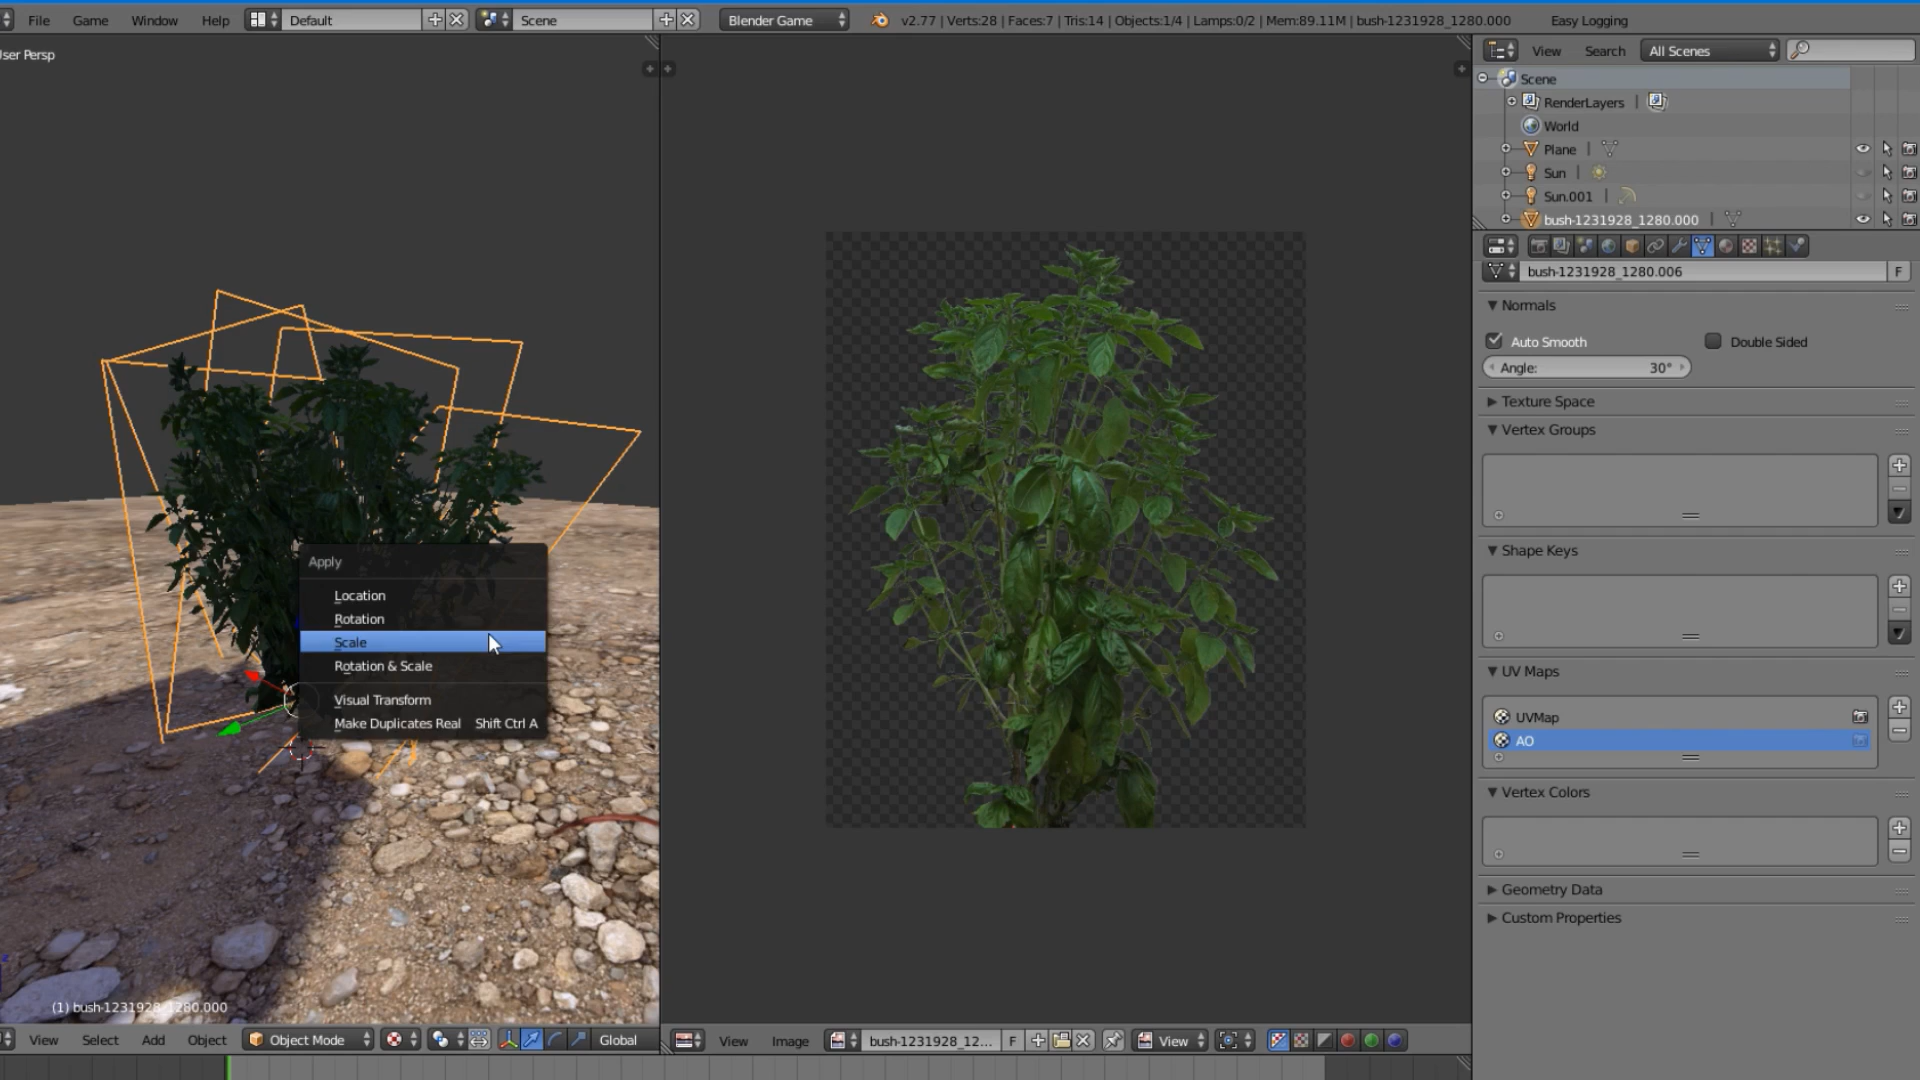 File Game Window Help Default Scene Blender Game v2.77 | Verts:28 | Faces:7 | Tris:14 | Objects:1/4 | Lamps:0/2 | Mem:89.11M | bush-1231928_1280.000 Easy Logging
ser Persp
View Search All Scenes
Scene
RenderLayers
World
Plane
Sun
Sun.001
bush-1231928_1280.000
bush-1231928_1280.006 F
Normals
Auto Smooth Double Sided
Angle: 30°
Texture Space
Vertex Groups
Shape Keys
UV Maps
UVMap
AO
Vertex Colors
Geometry Data
Custom Properties
Apply
Location
Rotation
Scale
Rotation & Scale
Visual Transform
Make Duplicates Real Shift Ctrl A
(1) bush-1231928_1280.000
View Select Add Object Object Mode Global
View Image bush-1231928_12... F View